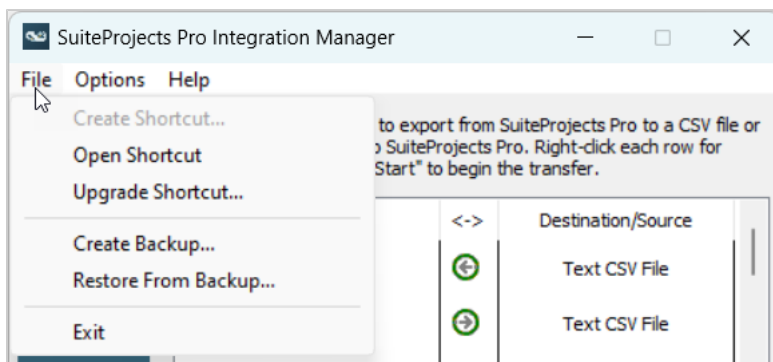 SuiteProjects Pro Integration Manager
File Options Help
Create Shortcut...
Open Shortcut
Upgrade Shortcut...
Create Backup...
Restore From Backup...
Exit
to export from SuiteProjects Pro to a CSV file or
SuiteProjects Pro. Right-click each row for
Start" to begin the transfer.
<-> Destination/Source
Text CSV File
Text CSV File